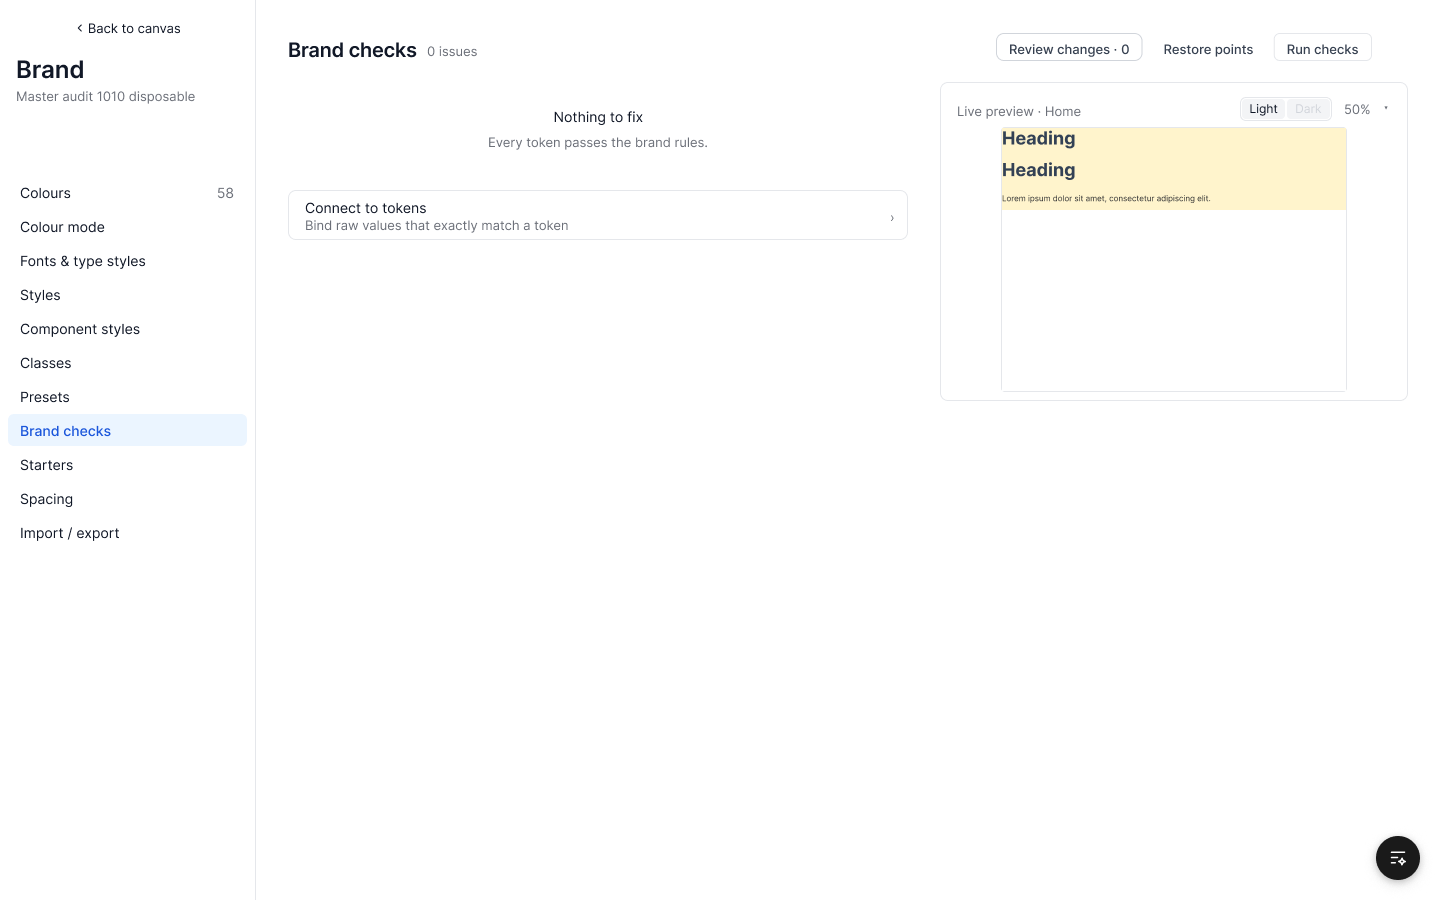 Back to canvas
Brand
Master audit 1010 disposable
Colours 58
Colour mode
Fonts & type styles
Styles
Component styles
Classes
Presets
Brand checks
Starters
Spacing
Import / export
Brand checks 0 issues
Review changes · 0 Restore points Run checks
Nothing to fix
Every token passes the brand rules.
Connect to tokens
Bind raw values that exactly match a token
Live preview · Home Light Dark 50%
Heading
Heading
Lorem ipsum dolor sit amet, consectetur adipiscing elit.